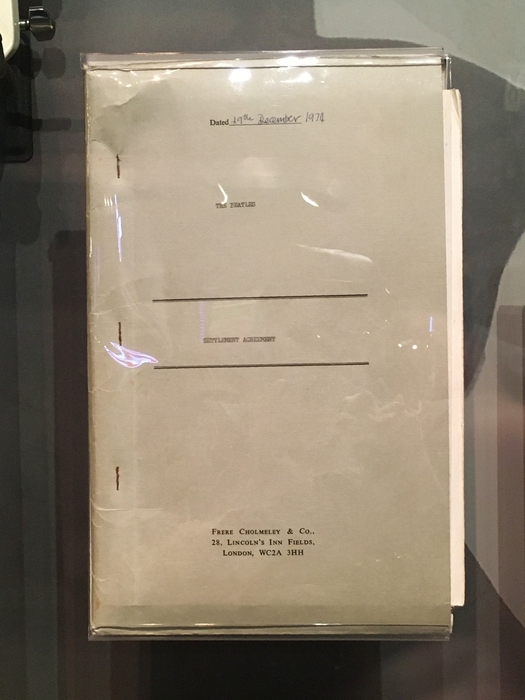 Dated 19th December 1974
The BEATLES
SETTLEMENT AGREEMENT
FRERE CHOLMELEY & CO.,
28, LINCOLN'S INN FIELDS,
LONDON, WC2A 3HH